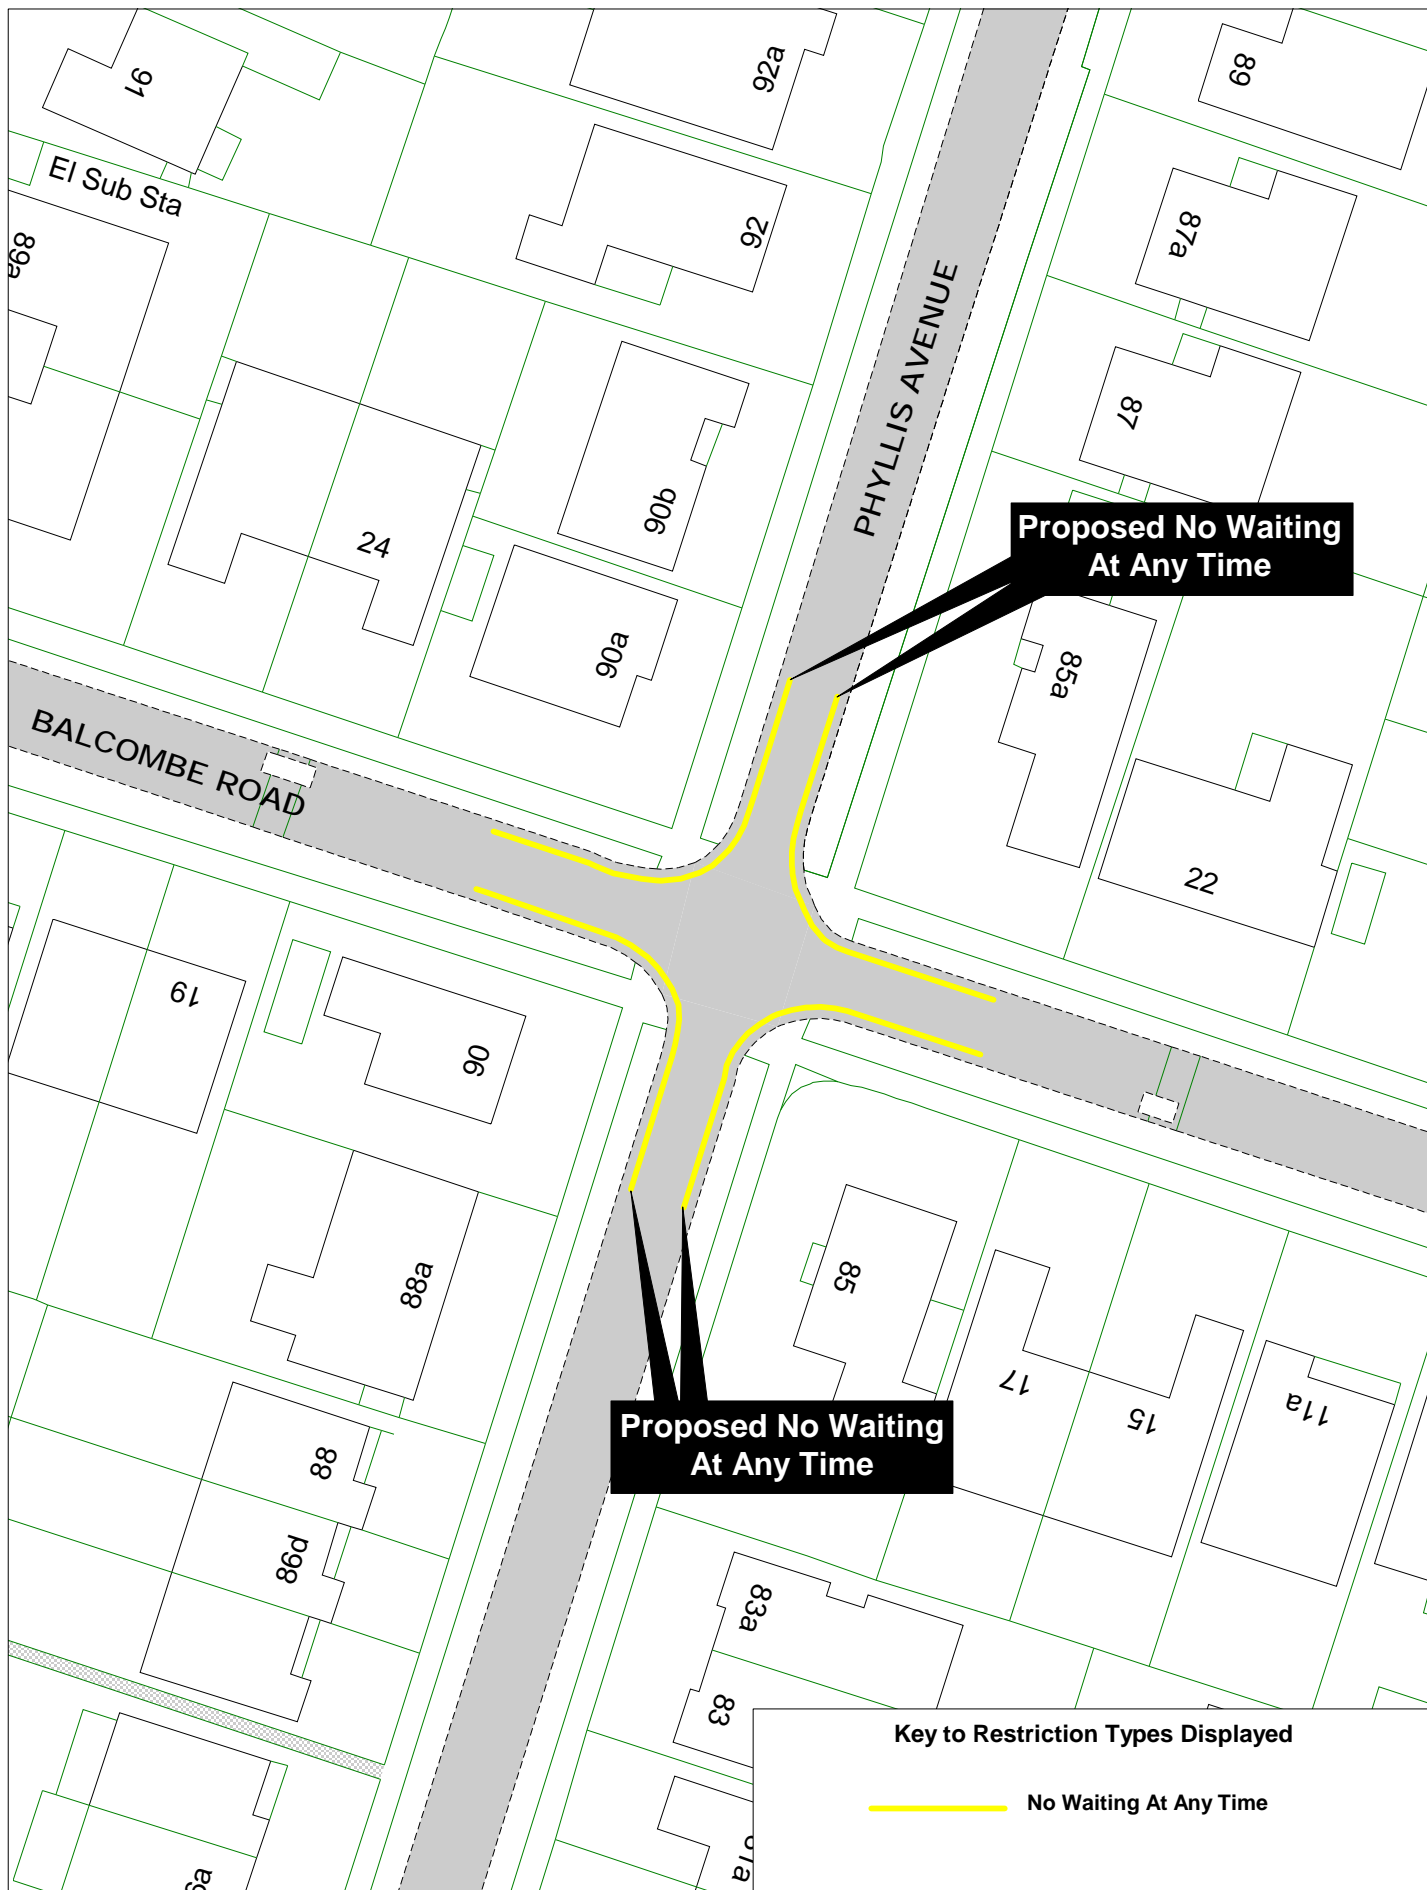 91
92a
89
El Sub Sta
92
87a
89a
PHYLLIS AVENUE
87
90b
24
Proposed No Waiting
At Any Time
90a
85a
BALCOMBE ROAD
22
19
90
85
88a
17
15
11a
Proposed No Waiting
At Any Time
88
86d
83a
83
Key to Restriction Types Displayed
No Waiting At Any Time